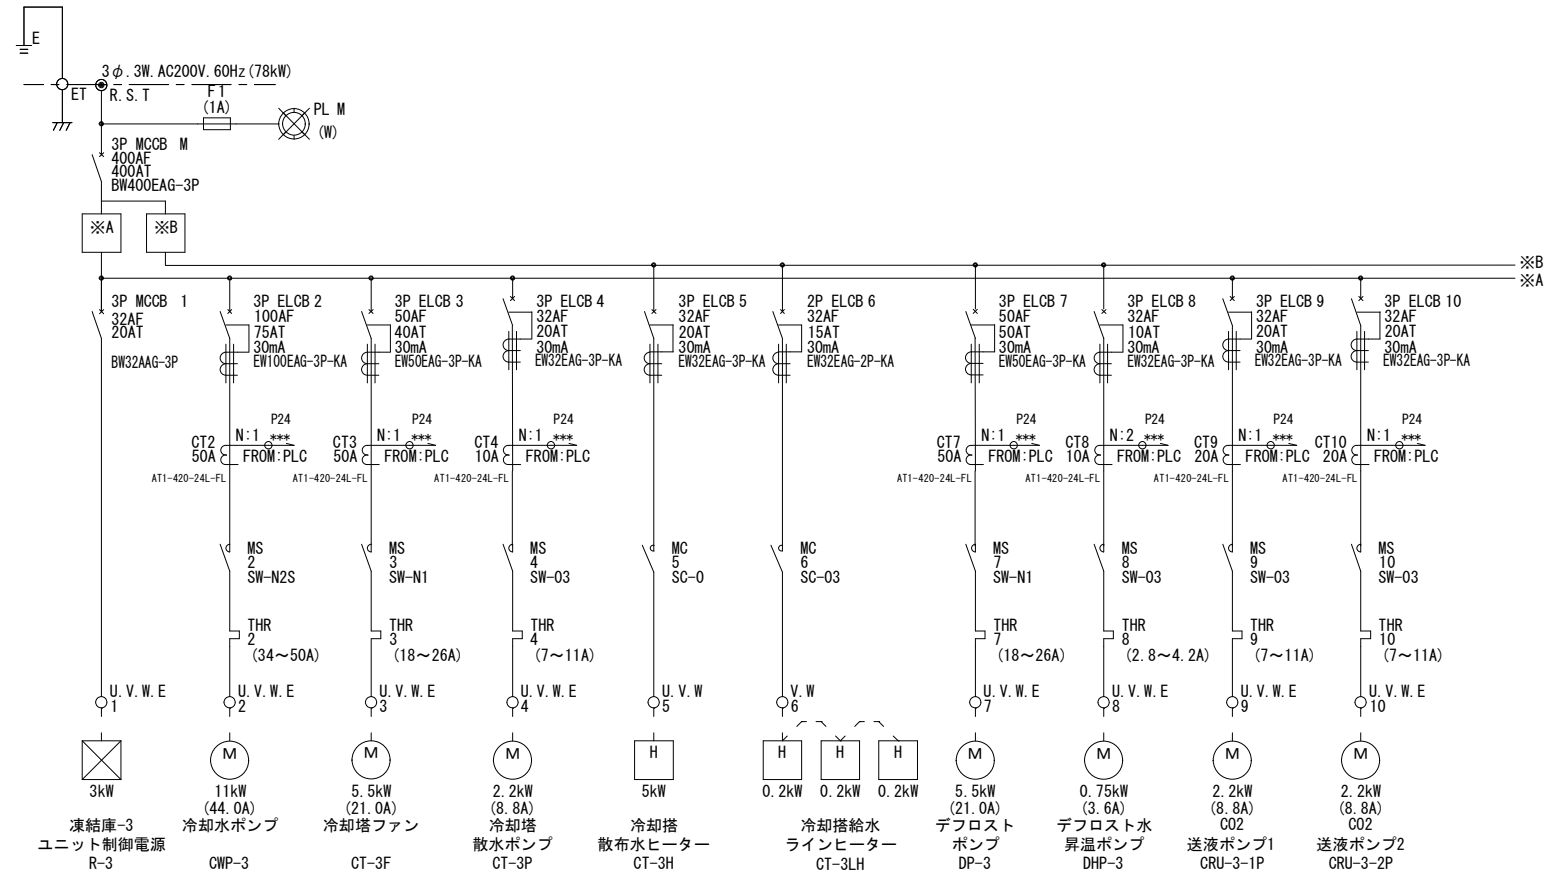 E
3φ.3W.AC200V.60Hz(78kW)
ET
R.S.T
F1
(1A)
PL M
(W)
3P MCCB M
400AF
400AT
BW400EAG-3P
※A
※B
※B
※A
3P MCCB 1
32AF
20AT
BW32AAG-3P
3P ELCB 2
100AF
75AT
30mA
EW100EAG-3P-KA
3P ELCB 3
50AF
40AT
30mA
EW50EAG-3P-KA
3P ELCB 4
32AF
20AT
30mA
EW32EAG-3P-KA
3P ELCB 5
32AF
20AT
30mA
EW32EAG-3P-KA
2P ELCB 6
32AF
15AT
30mA
EW32EAG-2P-KA
3P ELCB 7
50AF
50AT
30mA
EW50EAG-3P-KA
3P ELCB 8
32AF
10AT
30mA
EW32EAG-3P-KA
3P ELCB 9
32AF
20AT
30mA
EW32EAG-3P-KA
3P ELCB 10
32AF
20AT
30mA
EW32EAG-3P-KA
P24
CT2 N:1 ***
50A FROM:PLC
AT1-420-24L-FL
P24
CT3 N:1 ***
50A FROM:PLC
AT1-420-24L-FL
P24
CT4 N:1 ***
10A FROM:PLC
AT1-420-24L-FL
P24
CT7 N:1 ***
50A FROM:PLC
AT1-420-24L-FL
P24
CT8 N:2 ***
10A FROM:PLC
AT1-420-24L-FL
P24
CT9 N:1 ***
20A FROM:PLC
AT1-420-24L-FL
P24
CT10 N:1 ***
20A FROM:PLC
AT1-420-24L-FL
MS
2
SW-N2S
MS
3
SW-N1
MS
4
SW-03
MC
5
SC-0
MC
6
SC-03
MS
7
SW-N1
MS
8
SW-03
MS
9
SW-03
MS
10
SW-03
THR
2
(34～50A)
THR
3
(18～26A)
THR
4
(7～11A)
THR
7
(18～26A)
THR
8
(2.8～4.2A)
THR
9
(7～11A)
THR
10
(7～11A)
U.V.W.E
1
U.V.W.E
2
U.V.W.E
3
U.V.W.E
4
U.V.W
5
V.W
6
U.V.W.E
7
U.V.W.E
8
U.V.W.E
9
U.V.W.E
10
3kW
凍結庫-3
ユニット制御電源
R-3
M
11kW
(44.0A)
冷却水ポンプ
CWP-3
M
5.5kW
(21.0A)
冷却塔ファン
CT-3F
M
2.2kW
(8.8A)
冷却塔
散水ポンプ
CT-3P
H
5kW
冷却搭
散布水ヒーター
CT-3H
H H H
0.2kW 0.2kW 0.2kW
冷却搭給水
ラインヒーター
CT-3LH
M
5.5kW
(21.0A)
デフロスト
ポンプ
DP-3
M
0.75kW
(3.6A)
デフロスト水
昇温ポンプ
DHP-3
M
2.2kW
(8.8A)
CO2
送液ポンプ1
CRU-3-1P
M
2.2kW
(8.8A)
CO2
送液ポンプ2
CRU-3-2P